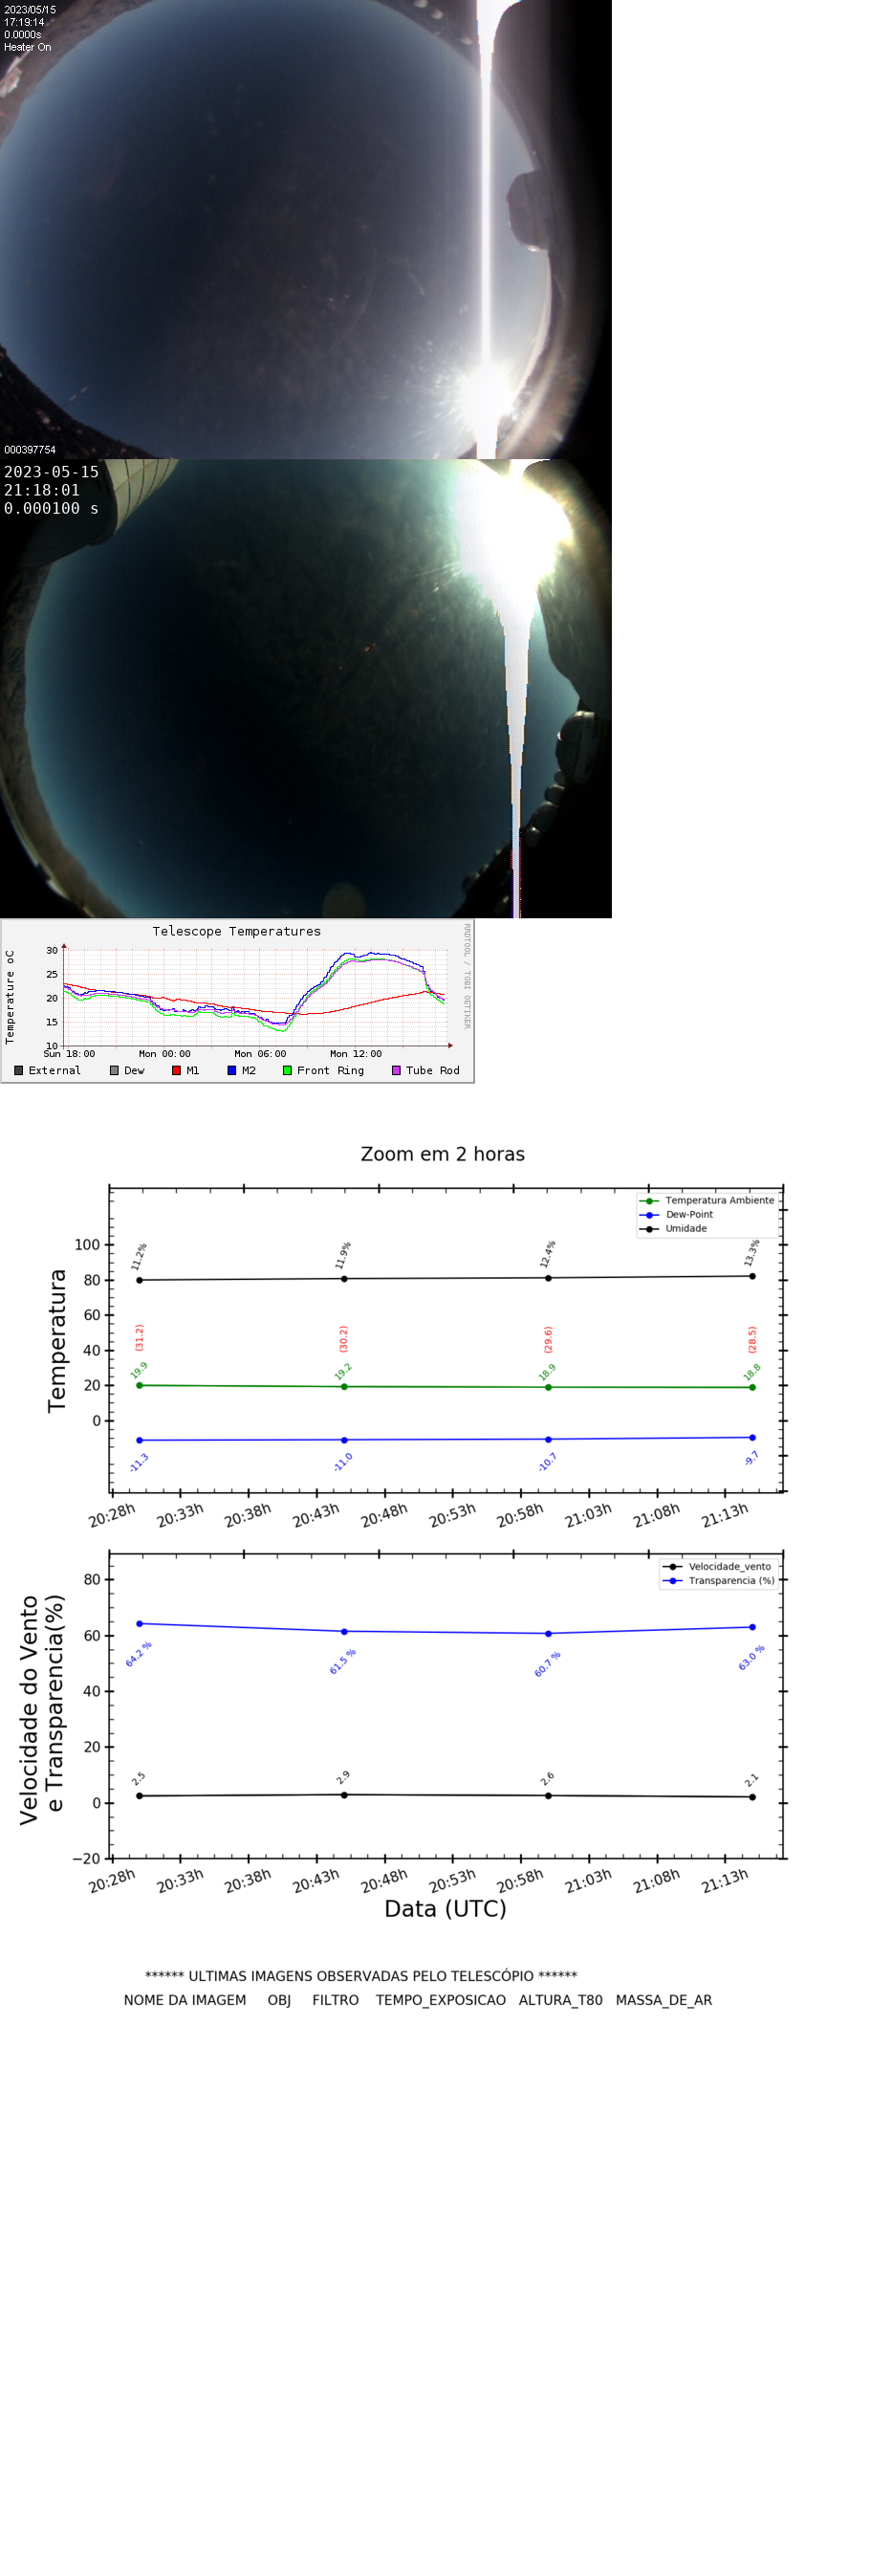 2023/05/15
17:19:14
0.0000s
Heater On
000397754
2023-05-15
21:18:01
0.000100 s
Telescope Temperatures
RRDTOOL / TOBI OETIKER
Temperature oC
30
25
20
15
10
Sun 18:00 Mon 00:00 Mon 06:00 Mon 12:00
External Dew M1 M2 Front Ring Tube Rod
Zoom em 2 horas
Temperatura Ambiente
Dew-Point
Umidade
Temperatura
100
80
60
40
20
0
11.2% 11.9% 12.4% 13.3%
(31.2) (30.2) (29.6) (28.5)
19.9 19.2 18.9 18.8
-11.3 -11.0 -10.7 -9.7
20:28h 20:33h 20:38h 20:43h 20:48h 20:53h 20:58h 21:03h 21:08h 21:13h
Velocidade_vento
Transparencia (%)
Velocidade do Vento
e Transparencia(%)
80
60
40
20
0
−20
64.2 % 61.5 % 60.7 % 63.0 %
2.5 2.9 2.6 2.1
20:28h 20:33h 20:38h 20:43h 20:48h 20:53h 20:58h 21:03h 21:08h 21:13h
Data (UTC)
****** ULTIMAS IMAGENS OBSERVADAS PELO TELESCÓPIO ******
NOME DA IMAGEM OBJ FILTRO TEMPO_EXPOSICAO ALTURA_T80 MASSA_DE_AR